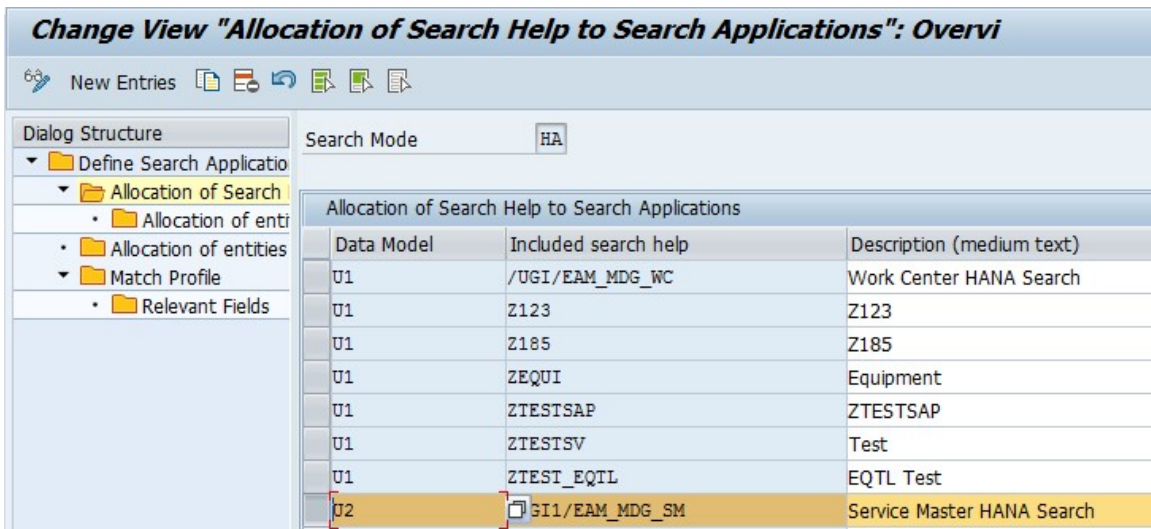 Change View "Allocation of Search Help to Search Applications": Overvi
New Entries
Dialog Structure
Define Search Applicatio
Allocation of Search
Allocation of enti
Allocation of entities
Match Profile
Relevant Fields
Search Mode HA
Allocation of Search Help to Search Applications
Data Model Included search help Description (medium text)
U1 /UGI/EAM_MDG_WC Work Center HANA Search
U1 Z123 Z123
U1 Z185 Z185
U1 ZEQUI Equipment
U1 ZTESTSAP ZTESTSAP
U1 ZTESTSV Test
U1 ZTEST_EQTL EQTL Test
U2 GI1/EAM_MDG_SM Service Master HANA Search